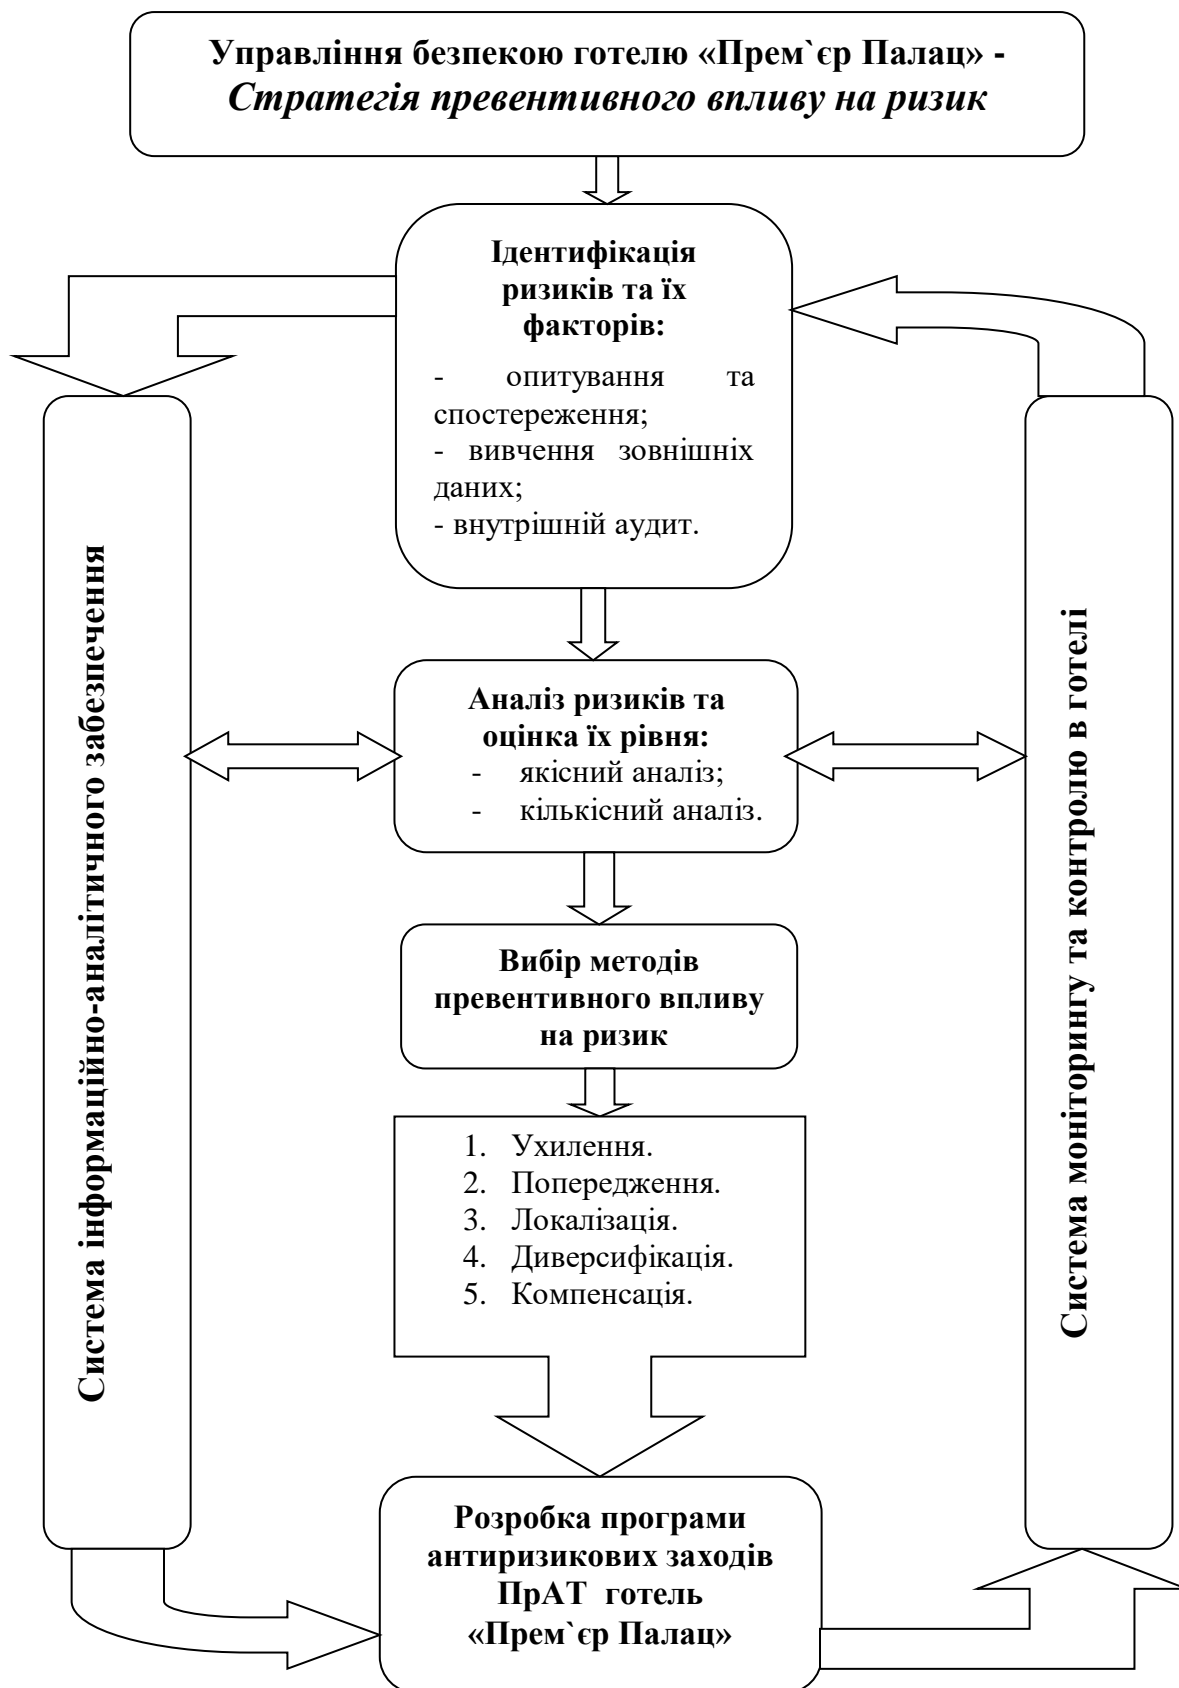 Управління безпекою готелю «Прем`єр Палац» -
Стратегія превентивного впливу на ризик
Ідентифікація
ризиків та їх
факторів:
- опитування та
спостереження;
- вивчення зовнішніх
даних;
- внутрішній аудит.
Система інформаційно-аналітичного забезпечення
Аналіз ризиків та
оцінка їх рівня:
- якісний аналіз;
- кількісний аналіз.
Система моніторингу та контролю в готелі
Вибір методів
превентивного впливу
на ризик
1. Ухилення.
2. Попередження.
3. Локалізація.
4. Диверсифікація.
5. Компенсація.
Розробка програми
антиризикових заходів
ПрАТ готель
«Прем`єр Палац»